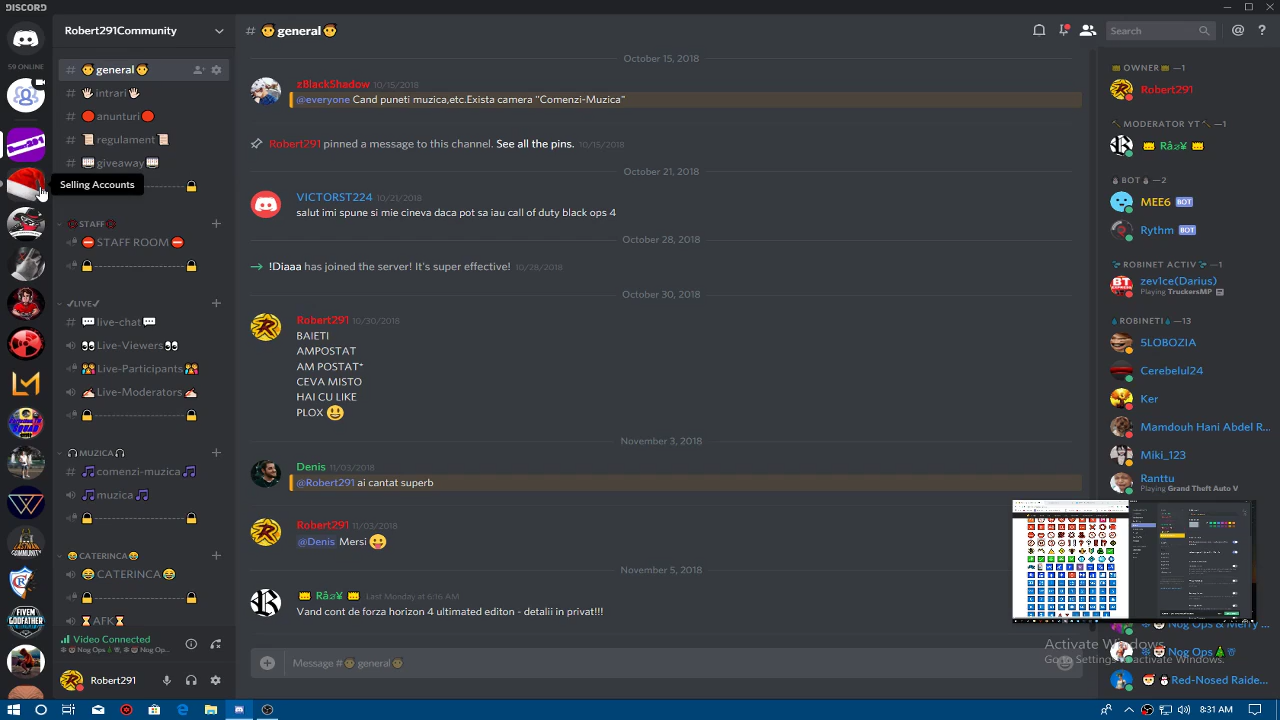 DISCORD
Robert291Community
59 ONLINE
general
intrari
anunturi
regulament
giveaway
Selling Accounts
STAFF
STAFF ROOM
LIVE
live-chat
Live-Viewers
Live-Participants
Live-Moderators
MUZICA
comenzi-muzica
muzica
CATERINCA
CATERINCA
AFK
Video Connected
Nog Ops, Nog Op...
Robert291
# general
Search
October 15, 2018
zBlackShadow 10/15/2018
@everyone Cand puneti muzica,etc.Exista camera "Comenzi-Muzica"
Robert291 pinned a message to this channel. See all the pins. 10/15/2018
October 21, 2018
VICTORST224 10/21/2018
salut imi spune si mie cineva daca pot sa iau call of duty black ops 4
October 28, 2018
!Diaaa has joined the server! It's super effective! 10/28/2018
October 30, 2018
Robert291 10/30/2018
BAIETI
AMPOSTAT
AM POSTAT*
CEVA MISTO
HAI CU LIKE
PLOX
November 3, 2018
Denis 11/03/2018
@Robert291 ai cantat superb
Robert291 11/03/2018
@Denis Mersi
November 5, 2018
Last Monday at 6:16 AM
Vand cont de forza horizon 4 ultimated editon - detalii in privat!!!
Message # general
OWNER —1
Robert291
MODERATOR YT —1
BOT —2
MEE6 BOT
Rythm BOT
ROBINET ACTIV —1
zev1ce(Darius)
Playing TruckersMP
ROBINETI —13
5LOBOZIA
Cerebelul24
Ker
Mamdouh Hani Abdel R...
Miki_123
Ranttu
Playing Grand Theft Auto V
Nog Ops & Merry
Nog Ops
Red-Nosed Raide...
Activate Windows
Go to Settings to activate Windows.
8:31 AM